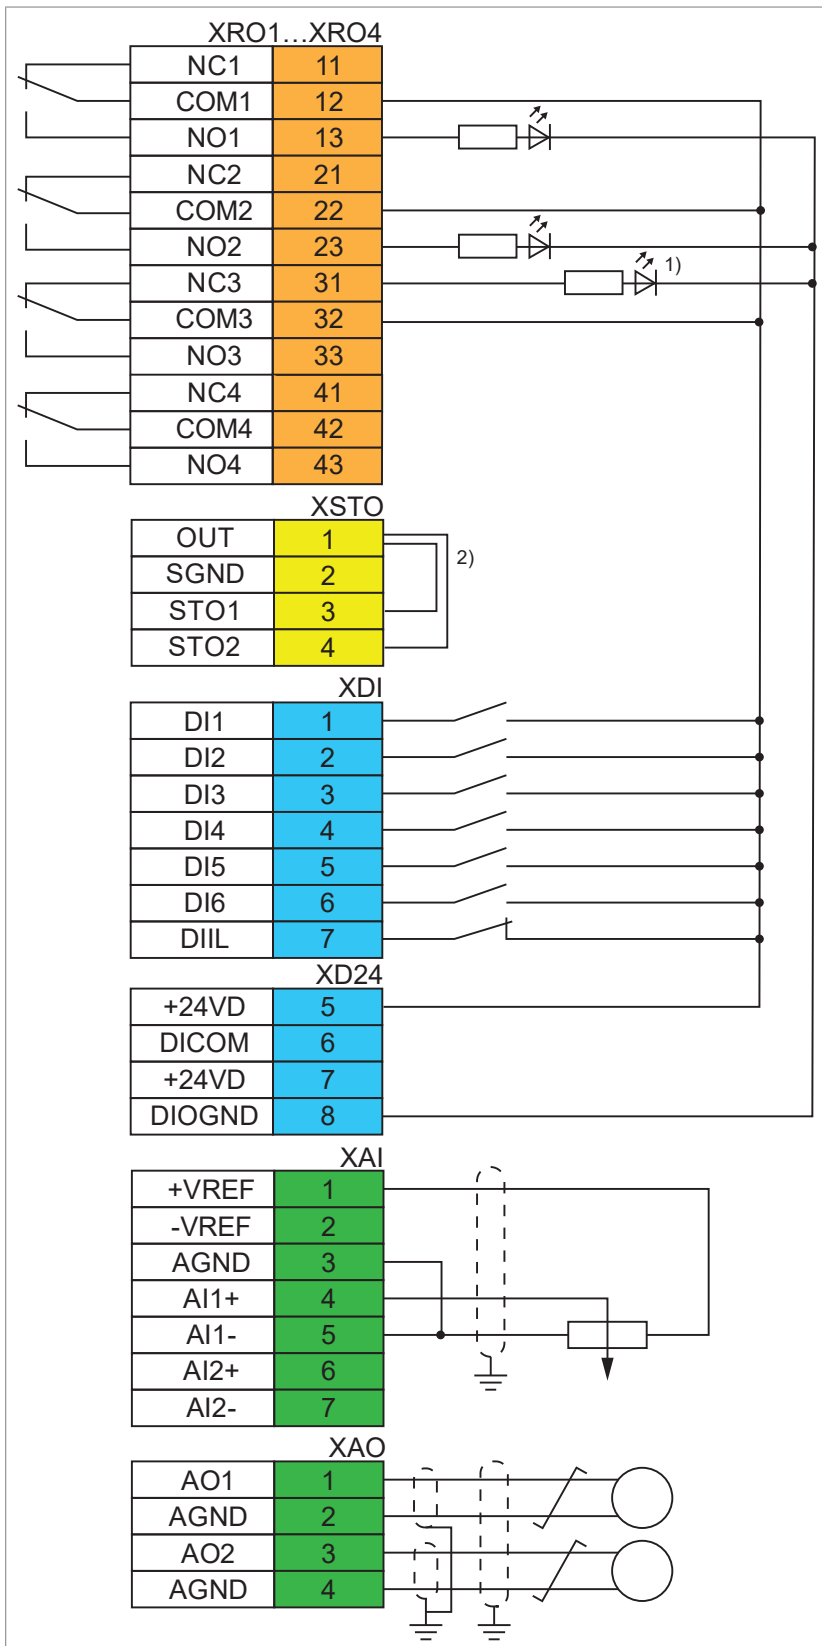 XRO1...XRO4
NC1 11
COM1 12
NO1 13
NC2 21
COM2 22
NO2 23
NC3 31 1)
COM3 32
NO3 33
NC4 41
COM4 42
NO4 43
XSTO
OUT 1
SGND 2 2)
STO1 3
STO2 4
XDI
DI1 1
DI2 2
DI3 3
DI4 4
DI5 5
DI6 6
DIIL 7
XD24
+24VD 5
DICOM 6
+24VD 7
DIOGND 8
XAI
+VREF 1
-VREF 2
AGND 3
AI1+ 4
AI1- 5
AI2+ 6
AI2- 7
XAO
AO1 1
AGND 2
AO2 3
AGND 4